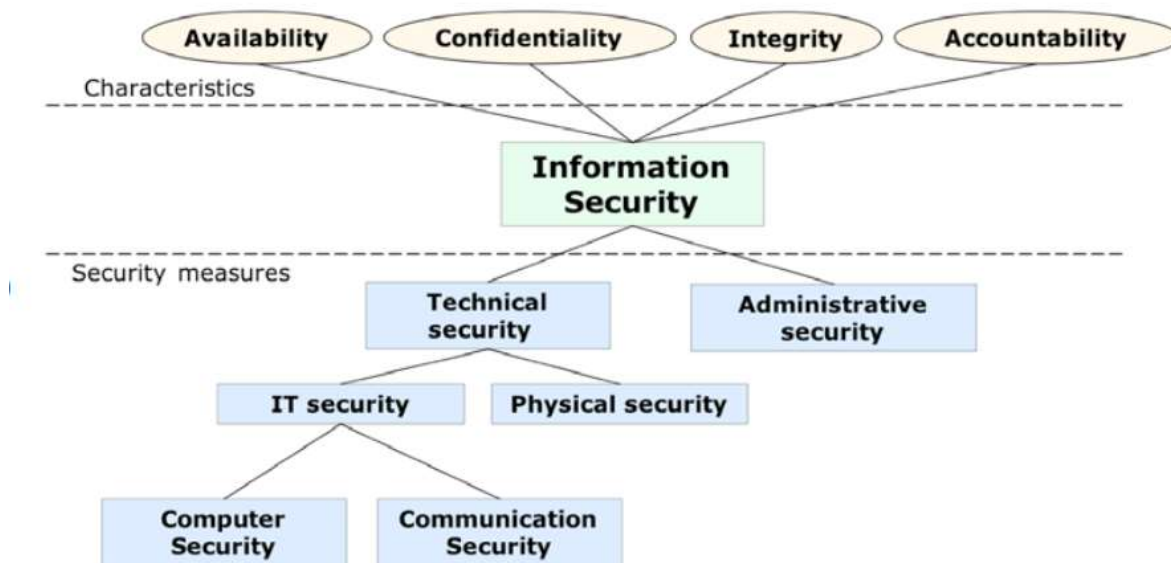 Availability
Confidentiality
Integrity
Accountability
Characteristics
Information
Security
Security measures
Technical
security
Administrative
security
IT security
Physical security
Computer
Security
Communication
Security